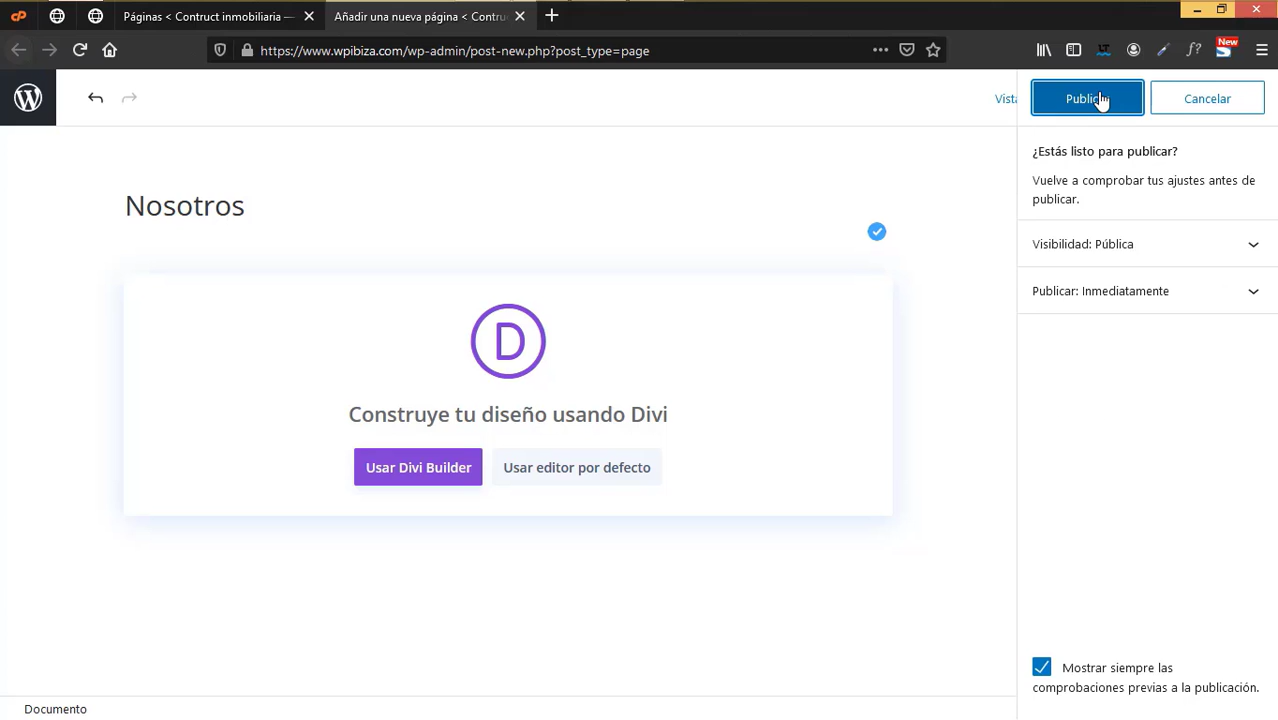 Páginas < Contruct inmobiliaria —
Añadir una nueva página < Contru
https://www.wpibiza.com/wp-admin/post-new.php?post_type=page
New
Vista
Publicar
Cancelar
¿Estás listo para publicar?
Vuelve a comprobar tus ajustes antes de
publicar.
Nosotros
Visibilidad: Pública
Publicar: Inmediatamente
D
Construye tu diseño usando Divi
Usar Divi Builder
Usar editor por defecto
Mostrar siempre las
comprobaciones previas a la publicación.
Documento